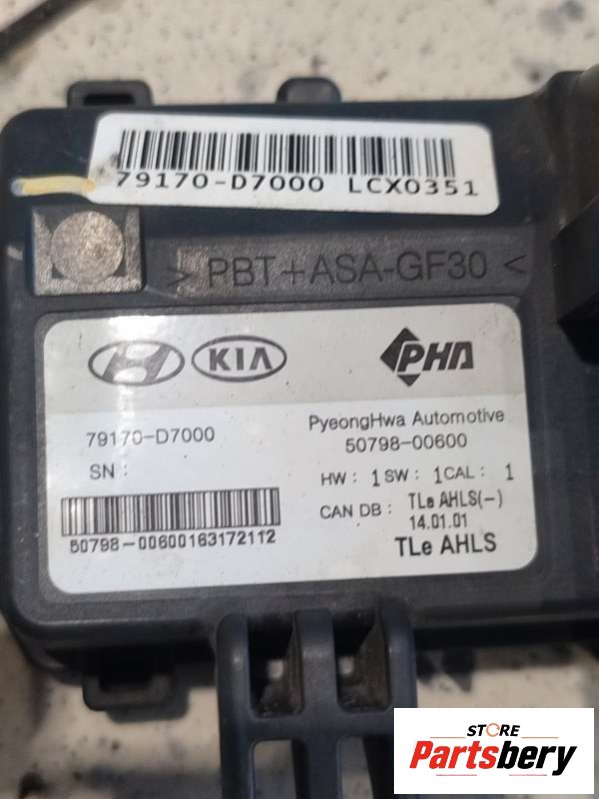 79170-D7000 LCX0351
> PBT+ASA-GF30 <
KIA
PHA
79170-D7000
PyeongHwa Automotive
50798-00600
SN :
HW : 1 SW : 1 CAL : 1
CAN DB : TLe AHLS(-)
14.01.01
50798-00600163172112
TLe AHLS
STORE
Partsbery